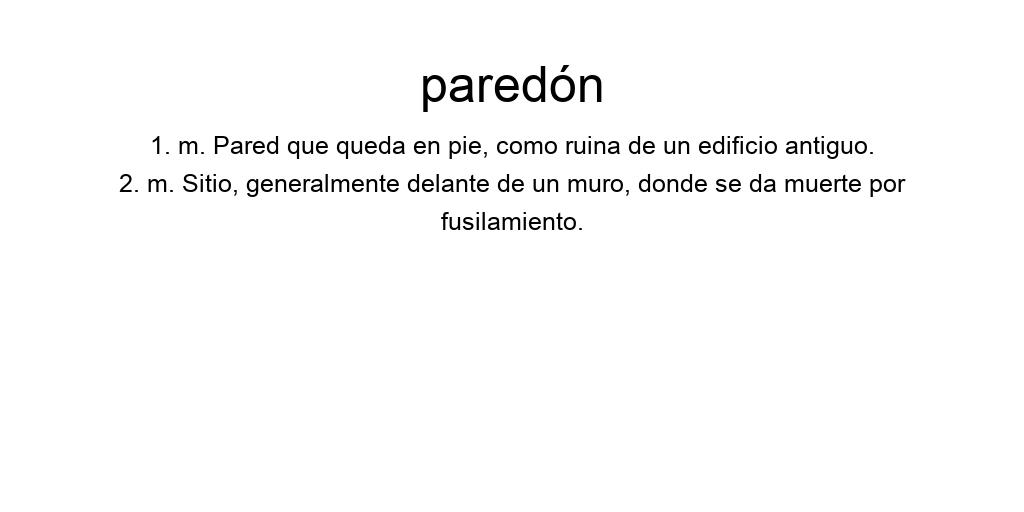 paredón
1. m. Pared que queda en pie, como ruina de un edificio antiguo.
2. m. Sitio, generalmente delante de un muro, donde se da muerte por
fusilamiento.